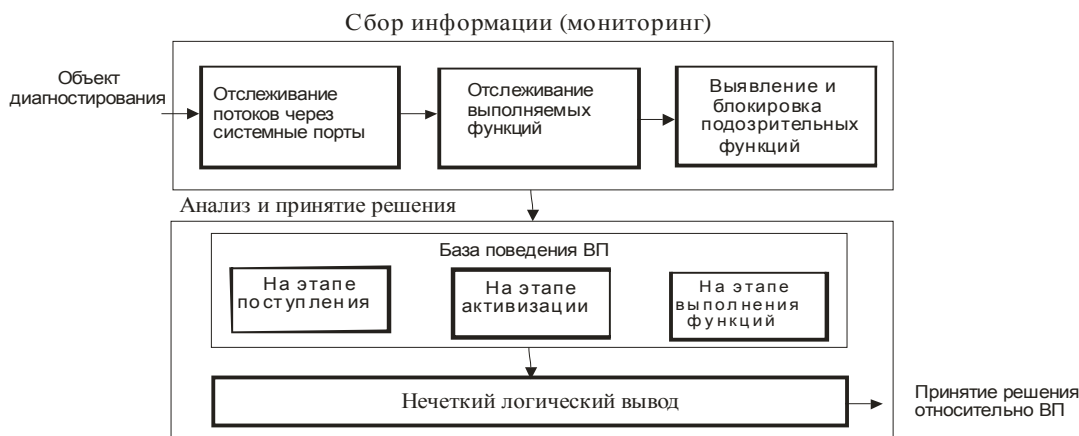 Сбор информации (мониторинг)
Объект
диагностирования
Отслеживание
потоков через
системные порты
Отслеживание
выполняемых
функций
Выявление и
блокировка
подозрительных
функций
Анализ и принятие решения
База поведения ВП
На этапе
поступления
На этапе
активизации
На этапе
выполнения
функций
Нечеткий логический вывод
Принятие решения
относительно ВП